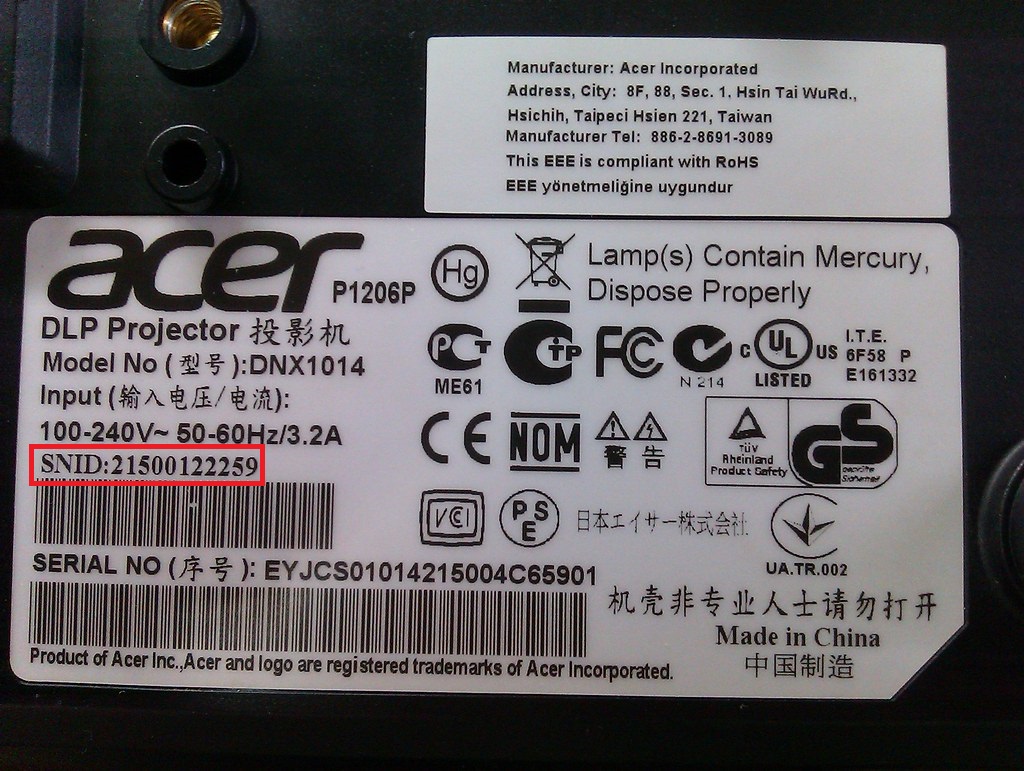 Manufacturer: Acer Incorporated
Address, City: 8F, 88, Sec. 1, Hsin Tai WuRd.,
Hsichih, Taipeci Hsien 221, Taiwan
Manufacturer Tel: 886-2-8691-3089
This EEE is compliant with RoHS
EEE yönetmeliğine uygundur
acer P1206P
DLP Projector 投影机
Model No (型号):DNX1014
Input (输入电压/电流):
100-240V~ 50-60Hz/3.2A
SNID:21500122259
SERIAL NO (序号): EYJCS01014215004C65901
Product of Acer Inc.,Acer and logo are registered trademarks of Acer Incorporated.
Hg
Lamp(s) Contain Mercury,
Dispose Properly
PCT
ME61
CTP
FC
N 214
c UL US
LISTED
I.T.E.
6F58 P
E161332
CE
NOM
警告
TÜV
Rheinland
Product Safety
GS
geprüfte
Sicherheit
VCI
PSE
日本エイサー株式会社
UA.TR.002
机壳非专业人士请勿打开
Made in China
中国制造